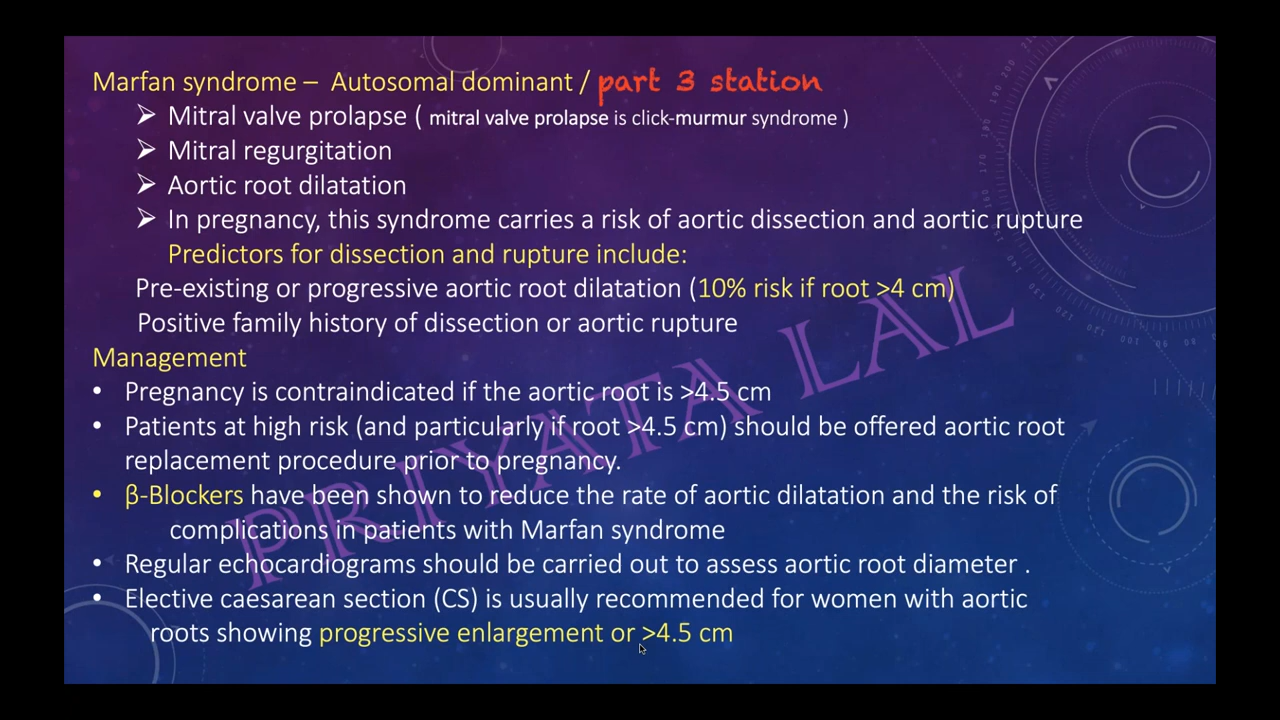 Marfan syndrome – Autosomal dominant / part 3 station
➢ Mitral valve prolapse ( mitral valve prolapse is click-murmur syndrome )
➢ Mitral regurgitation
➢ Aortic root dilatation
➢ In pregnancy, this syndrome carries a risk of aortic dissection and aortic rupture
Predictors for dissection and rupture include:
Pre-existing or progressive aortic root dilatation (10% risk if root >4 cm)
Positive family history of dissection or aortic rupture
Management
• Pregnancy is contraindicated if the aortic root is >4.5 cm
• Patients at high risk (and particularly if root >4.5 cm) should be offered aortic root
replacement procedure prior to pregnancy.
• β-Blockers have been shown to reduce the rate of aortic dilatation and the risk of
complications in patients with Marfan syndrome
• Regular echocardiograms should be carried out to assess aortic root diameter .
• Elective caesarean section (CS) is usually recommended for women with aortic
roots showing progressive enlargement or >4.5 cm
PRIYATA LAL